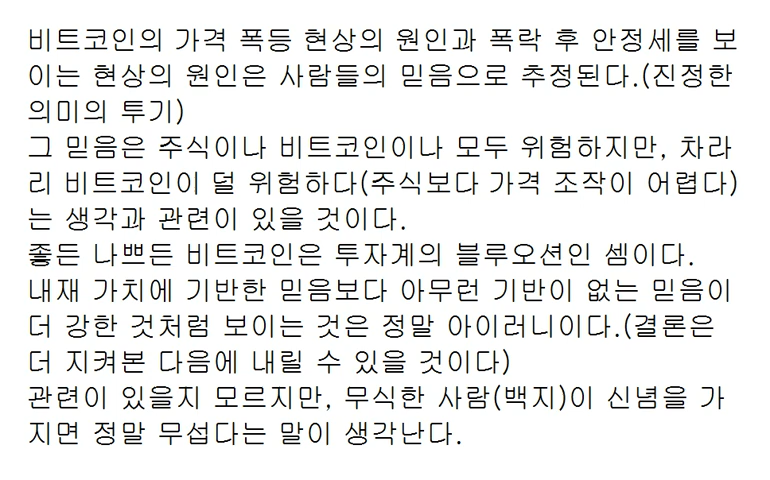 비트코인의 가격 폭등 현상의 원인과 폭락 후 안정세를 보
이는 현상의 원인은 사람들의 믿음으로 추정된다.(진정한
의미의 투기)
그 믿음은 주식이나 비트코인이나 모두 위험하지만, 차라
리 비트코인이 덜 위험하다(주식보다 가격 조작이 어렵다)
는 생각과 관련이 있을 것이다.
좋든 나쁘든 비트코인은 투자계의 블루오션인 셈이다.
내재 가치에 기반한 믿음보다 아무런 기반이 없는 믿음이
더 강한 것처럼 보이는 것은 정말 아이러니이다.(결론은
더 지켜본 다음에 내릴 수 있을 것이다)
관련이 있을지 모르지만, 무식한 사람(백지)이 신념을 가
지면 정말 무섭다는 말이 생각난다.